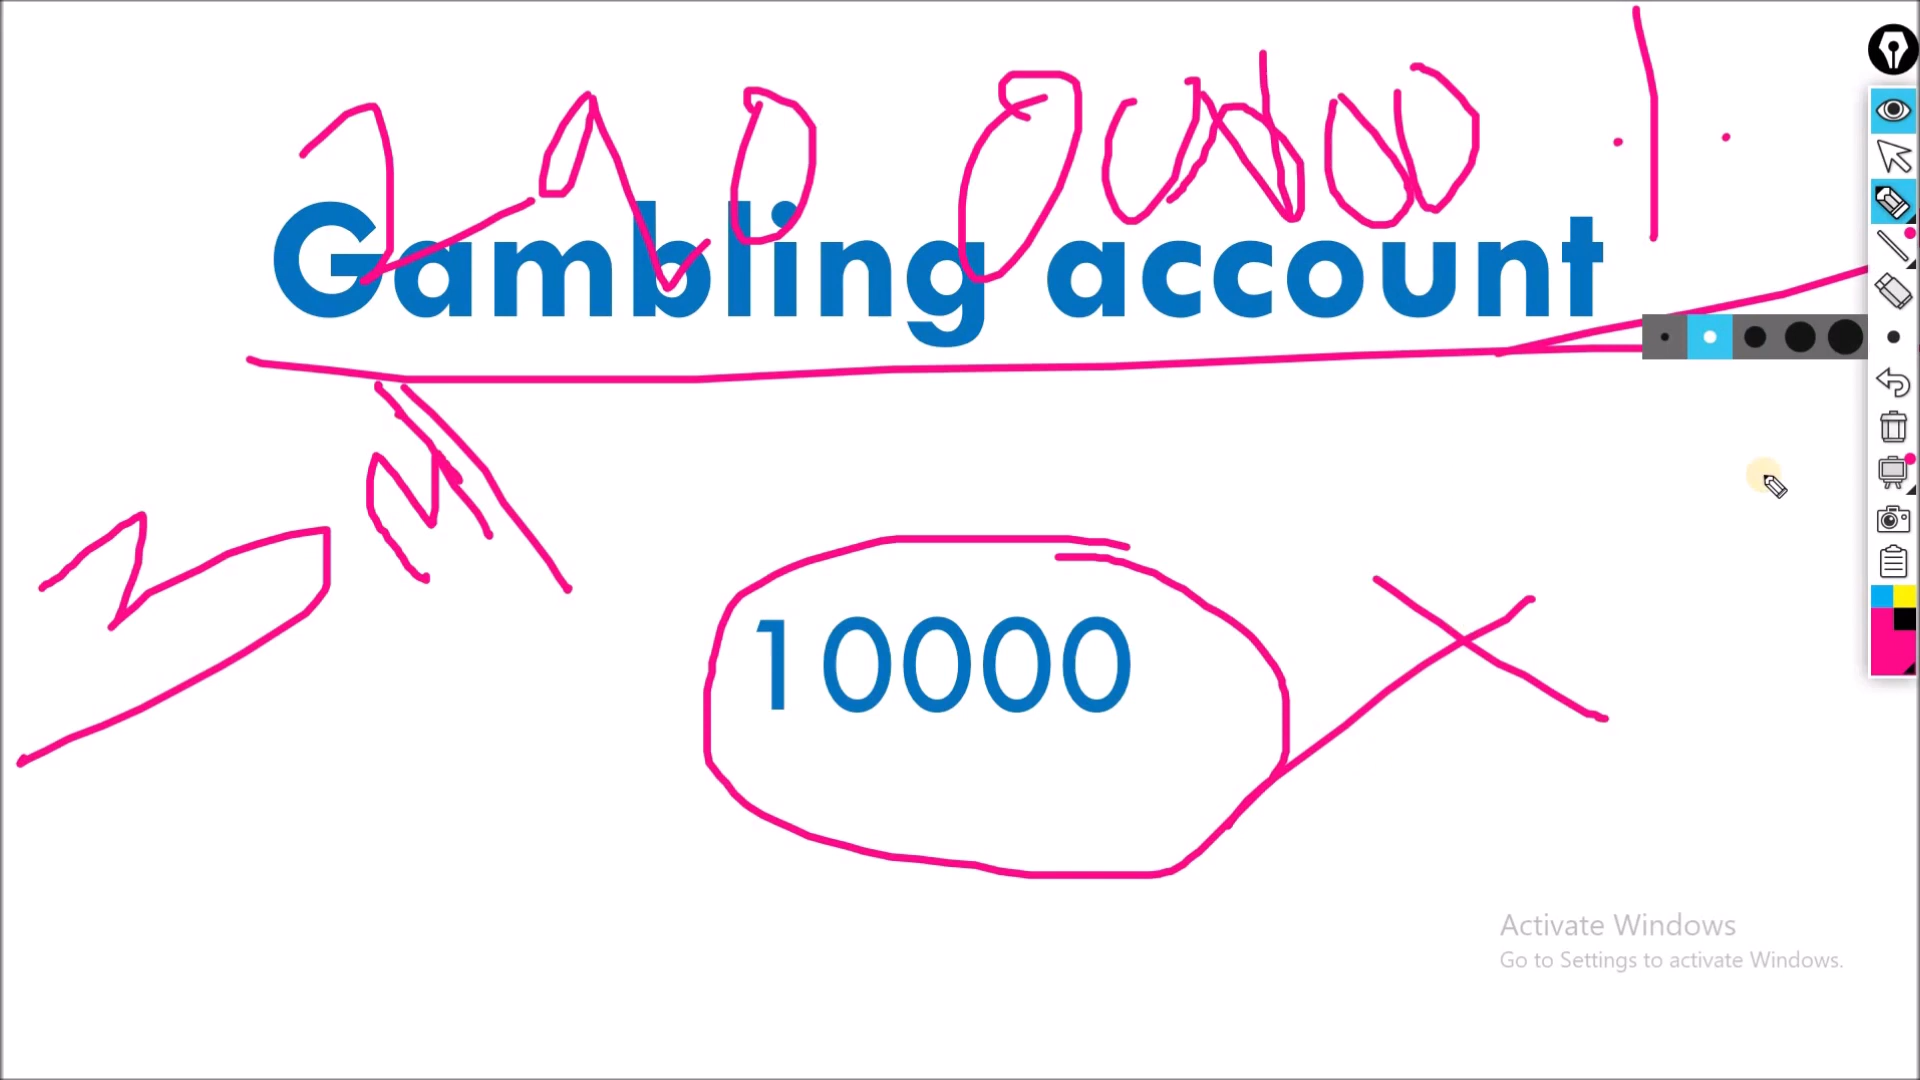 Gambling account
10000
Activate Windows
Go to Settings to activate Windows.